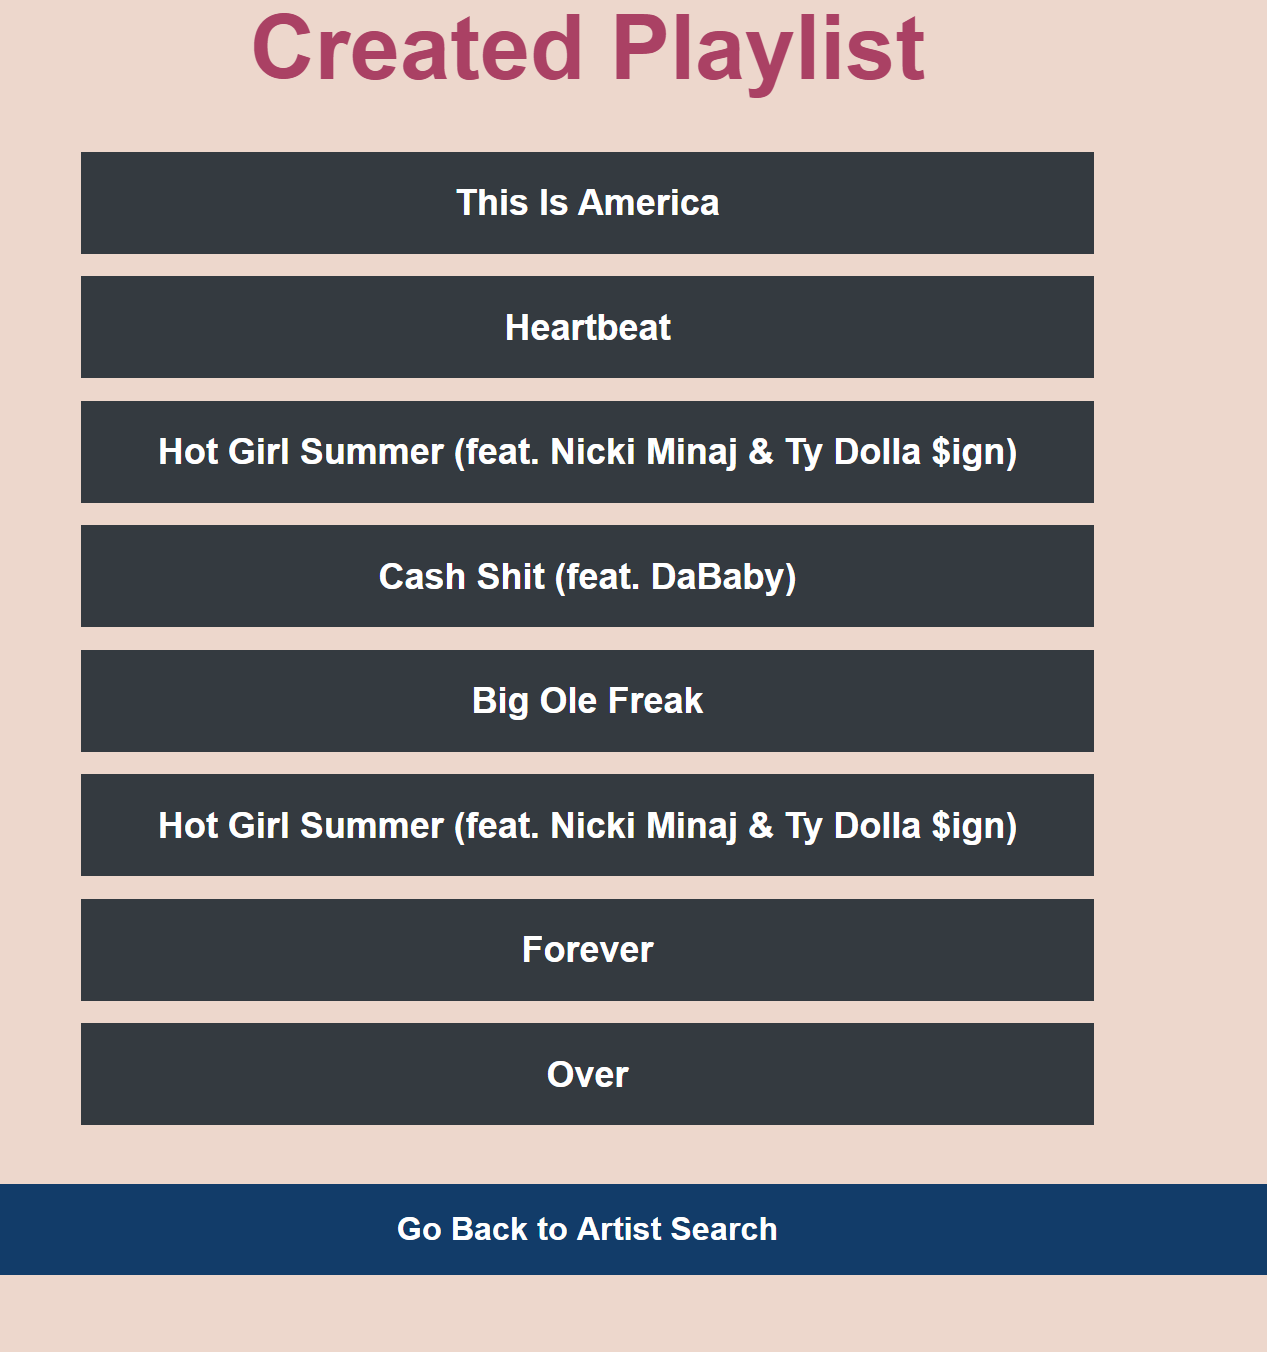 Created Playlist
This Is America
Heartbeat
Hot Girl Summer (feat. Nicki Minaj & Ty Dolla $ign)
Cash Shit (feat. DaBaby)
Big Ole Freak
Hot Girl Summer (feat. Nicki Minaj & Ty Dolla $ign)
Forever
Over
Go Back to Artist Search